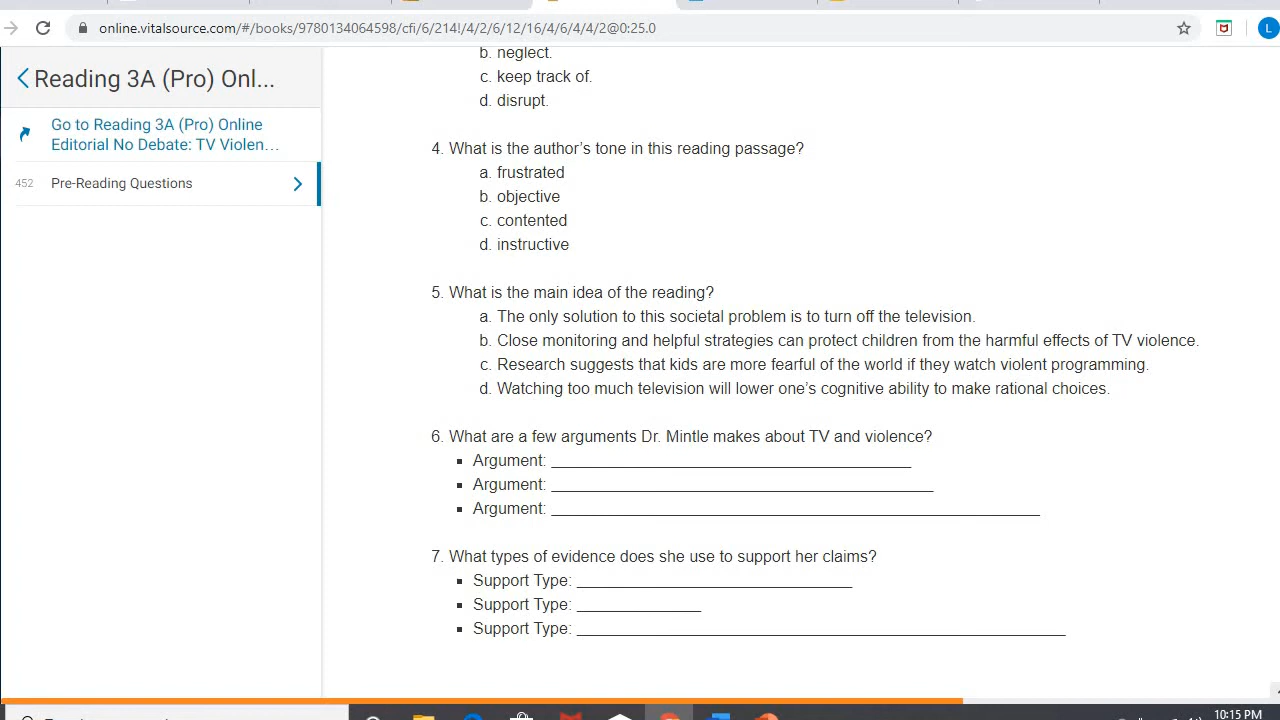 online.vitalsource.com/#/books/9780134064598/cfi/6/214!/4/2/6/12/16/4/6/4/4/2@0:25.0
L
Reading 3A (Pro) Onl...
Go to Reading 3A (Pro) Online
Editorial No Debate: TV Violen...
452 Pre-Reading Questions
b. neglect.
c. keep track of.
d. disrupt.
4. What is the author's tone in this reading passage?
a. frustrated
b. objective
c. contented
d. instructive
5. What is the main idea of the reading?
a. The only solution to this societal problem is to turn off the television.
b. Close monitoring and helpful strategies can protect children from the harmful effects of TV violence.
c. Research suggests that kids are more fearful of the world if they watch violent programming.
d. Watching too much television will lower one's cognitive ability to make rational choices.
6. What are a few arguments Dr. Mintle makes about TV and violence?
Argument:
Argument:
Argument:
7. What types of evidence does she use to support her claims?
Support Type:
Support Type:
Support Type:
10:15 PM